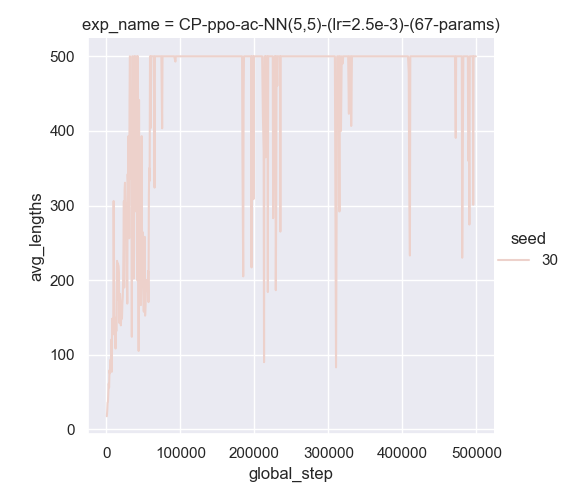 exp_name = CP-ppo-ac-NN(5,5)-(lr=2.5e-3)-(67-params)
500
400
300
200
100
0
avg_lengths
seed
30
0 100000 200000 300000 400000 500000
global_step